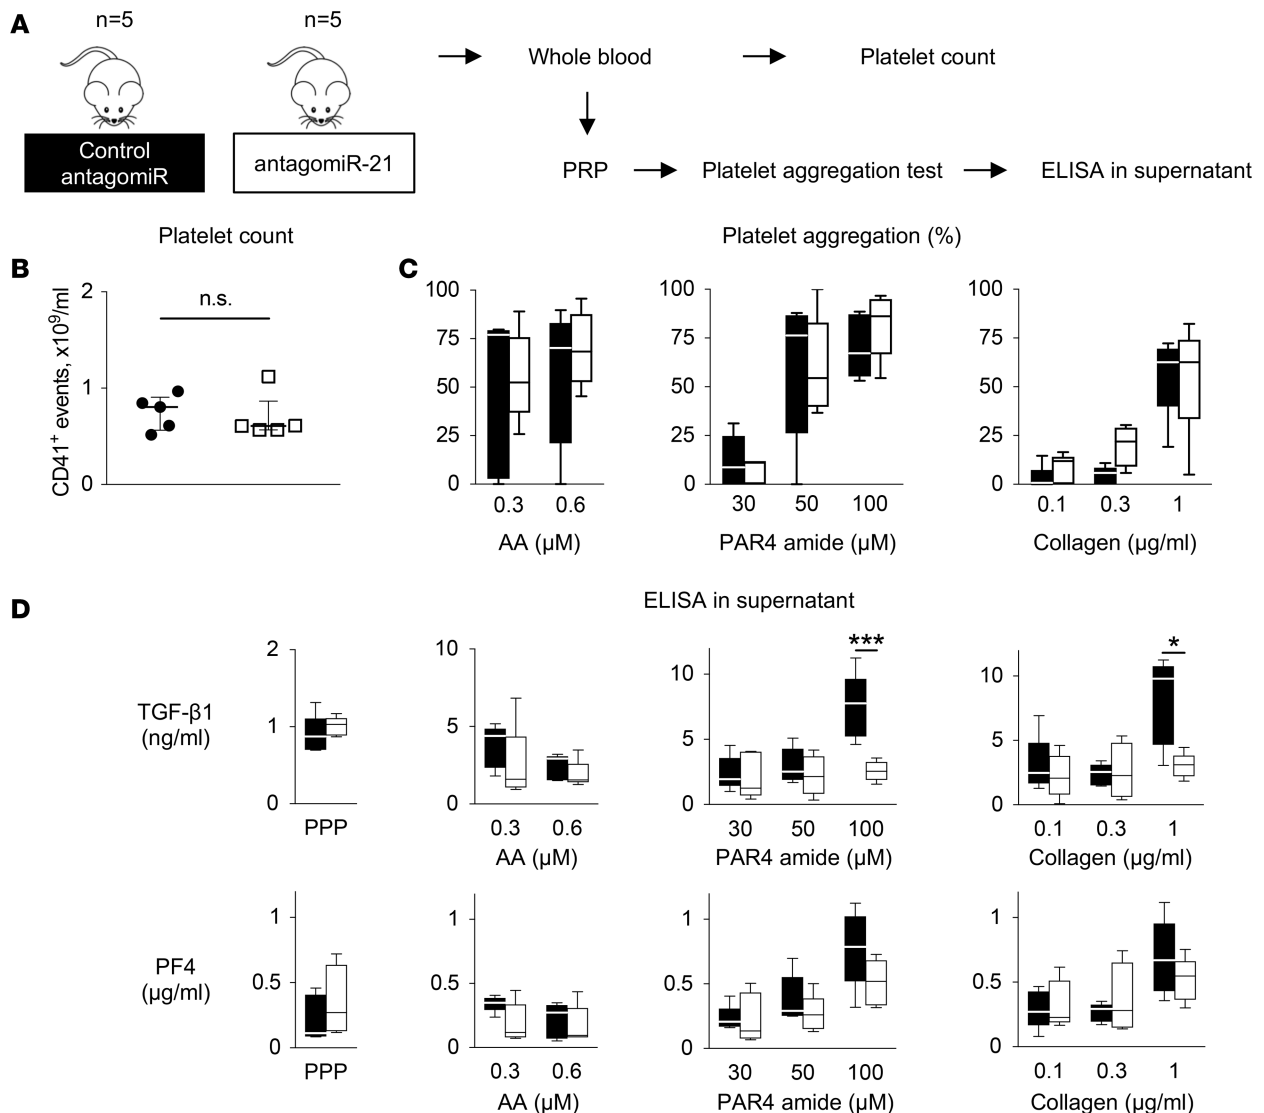 A
n=5
n=5
Control
antagomiR
antagomiR-21
Whole blood
Platelet count
PRP
Platelet aggregation test
ELISA in supernatant
Platelet count
Platelet aggregation (%)
B
CD41⁺ events, x10⁹/ml
2
1
0
n.s.
C
100
75
50
25
0
0.3
0.6
AA (µM)
100
75
50
25
0
30
50
100
PAR4 amide (µM)
100
75
50
25
0
0.1
0.3
1
Collagen (µg/ml)
D
ELISA in supernatant
TGF-β1
(ng/ml)
2
1
0
PPP
10
5
0
0.3
0.6
AA (µM)
10
5
0
***
30
50
100
PAR4 amide (µM)
10
5
0
*
0.1
0.3
1
Collagen (µg/ml)
PF4
(µg/ml)
1
0.5
0
PPP
1
0.5
0
0.3
0.6
AA (µM)
1
0.5
0
30
50
100
PAR4 amide (µM)
1
0.5
0
0.1
0.3
1
Collagen (µg/ml)